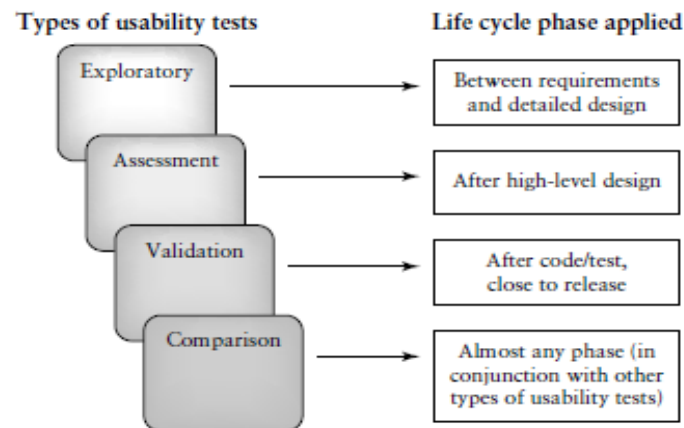 Types of usability tests
Life cycle phase applied
Exploratory
Between requirements
and detailed design
Assessment
After high-level design
Validation
After code/test,
close to release
Comparison
Almost any phase (in
conjunction with other
types of usability tests)